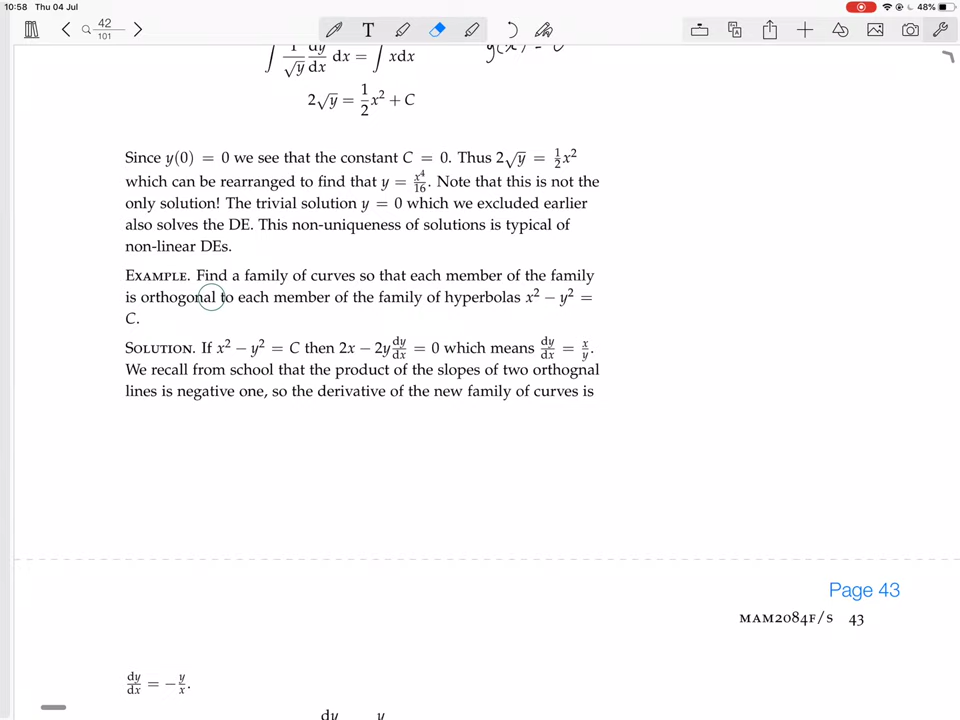 10:58 Thu 04 Jul 48%
42
101
T
∫ 1/√y dy/dx dx = ∫ xdx y(x) = 0
2√y = 1/2 x² + C
Since y(0) = 0 we see that the constant C = 0. Thus 2√y = 1/2 x²
which can be rearranged to find that y = x⁴/16. Note that this is not the
only solution! The trivial solution y = 0 which we excluded earlier
also solves the DE. This non-uniqueness of solutions is typical of
non-linear DEs.
EXAMPLE. Find a family of curves so that each member of the family
is orthogonal to each member of the family of hyperbolas x² − y² =
C.
SOLUTION. If x² − y² = C then 2x − 2y dy/dx = 0 which means dy/dx = x/y.
We recall from school that the product of the slopes of two orthognal
lines is negative one, so the derivative of the new family of curves is
Page 43
MAM2084F/S 43
dy/dx = −y/x.
dy y